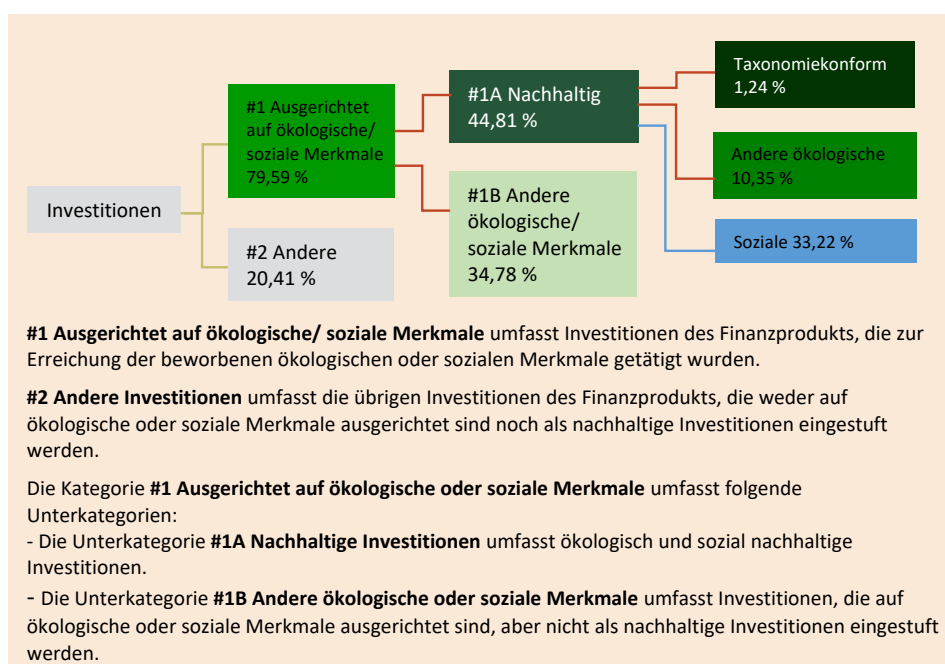 Investitionen
#1 Ausgerichtet
auf ökologische/
soziale Merkmale
79,59 %
#2 Andere
20,41 %
#1A Nachhaltig
44,81 %
#1B Andere
ökologische/
soziale Merkmale
34,78 %
Taxonomiekonform
1,24 %
Andere ökologische
10,35 %
Soziale 33,22 %
#1 Ausgerichtet auf ökologische/ soziale Merkmale umfasst Investitionen des Finanzprodukts, die zur
Erreichung der beworbenen ökologischen oder sozialen Merkmale getätigt wurden.
#2 Andere Investitionen umfasst die übrigen Investitionen des Finanzprodukts, die weder auf
ökologische oder soziale Merkmale ausgerichtet sind noch als nachhaltige Investitionen eingestuft
werden.
Die Kategorie #1 Ausgerichtet auf ökologische oder soziale Merkmale umfasst folgende
Unterkategorien:
- Die Unterkategorie #1A Nachhaltige Investitionen umfasst ökologisch und sozial nachhaltige
Investitionen.
- Die Unterkategorie #1B Andere ökologische oder soziale Merkmale umfasst Investitionen, die auf
ökologische oder soziale Merkmale ausgerichtet sind, aber nicht als nachhaltige Investitionen eingestuft
werden.